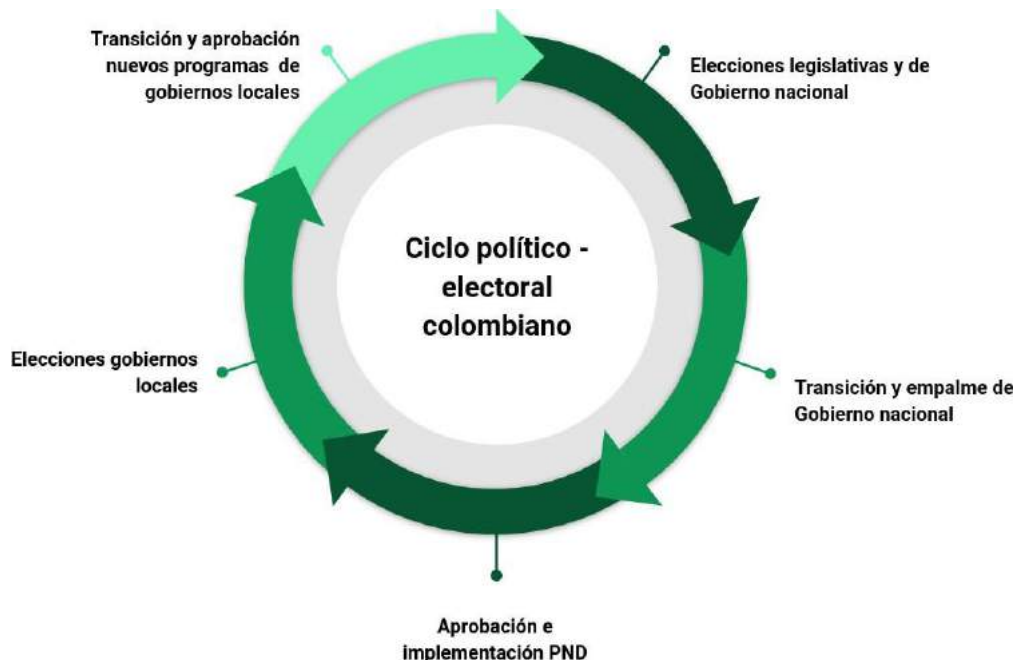 Transición y aprobación
nuevos programas de
gobiernos locales
Elecciones legislativas y de
Gobierno nacional
Ciclo político -
electoral
colombiano
Elecciones gobiernos
locales
Transición y empalme de
Gobierno nacional
Aprobación e
implementación PND